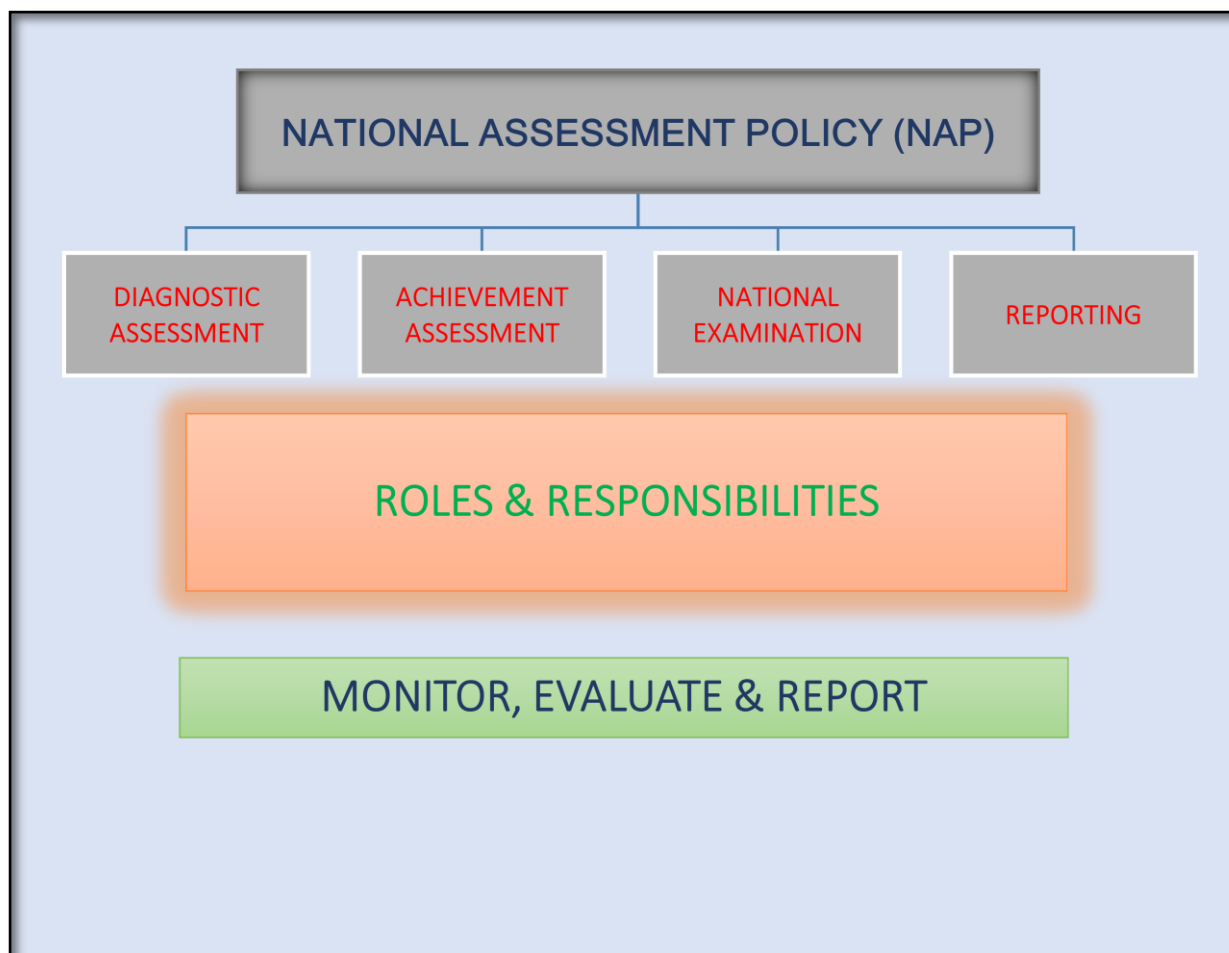 NATIONAL ASSESSMENT POLICY (NAP)
DIAGNOSTIC
ASSESSMENT
ACHIEVEMENT
ASSESSMENT
NATIONAL
EXAMINATION
REPORTING
ROLES & RESPONSIBILITIES
MONITOR, EVALUATE & REPORT